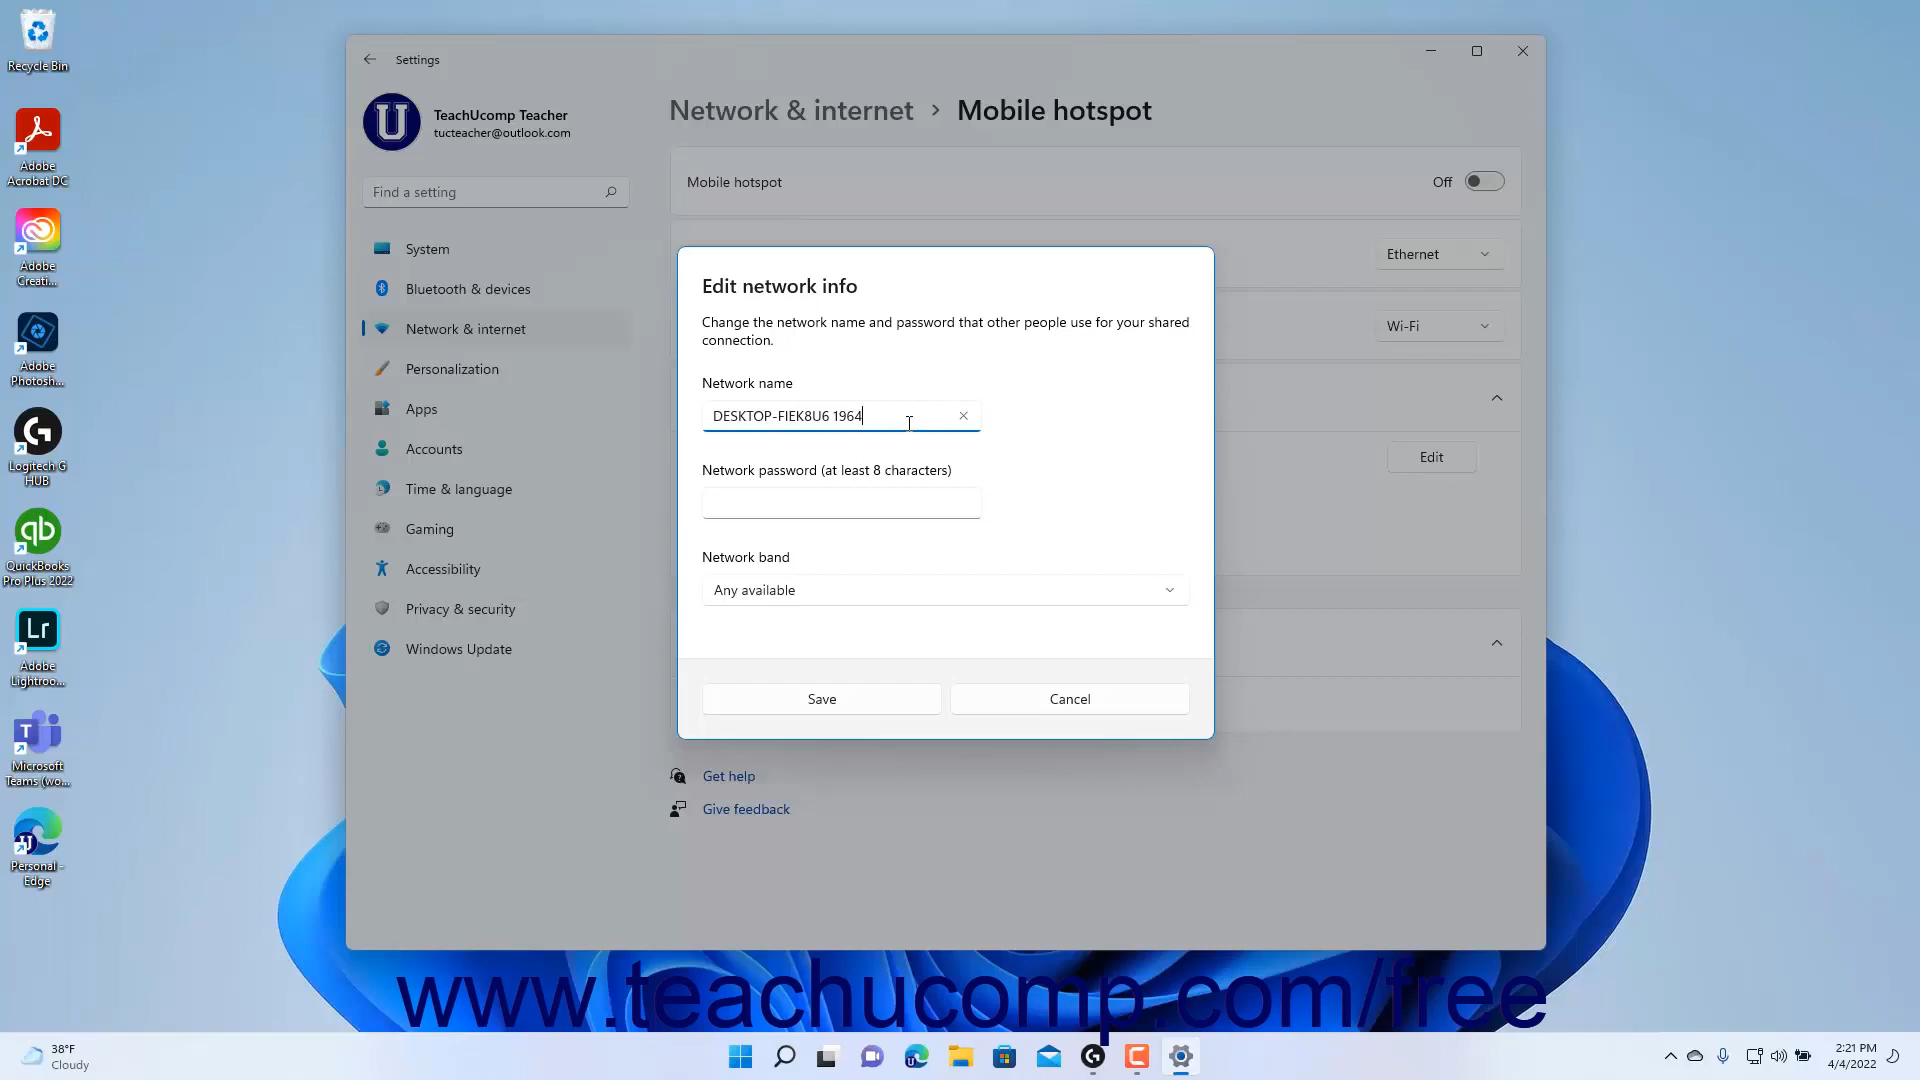 Recycle Bin
Adobe
Acrobat DC
Adobe
Creati...
Adobe
Photosh...
Logitech G
HUB
QuickBooks
Pro Plus 2022
Lr
Adobe
Lightroo...
Microsoft
Teams (wo...
Personal -
Edge
Settings
TeachUcomp Teacher
tucteacher@outlook.com
Find a setting
System
Bluetooth & devices
Network & internet
Personalization
Apps
Accounts
Time & language
Gaming
Accessibility
Privacy & security
Windows Update
Network & internet > Mobile hotspot
Mobile hotspot
Off
Ethernet
Wi-Fi
Edit
Edit network info
Change the network name and password that other people use for your shared
connection.
Network name
DESKTOP-FIEK8U6 1964
Network password (at least 8 characters)
Network band
Any available
Save
Cancel
Get help
Give feedback
www.teachucomp.com/free
38°F
Cloudy
2:21 PM
4/4/2022